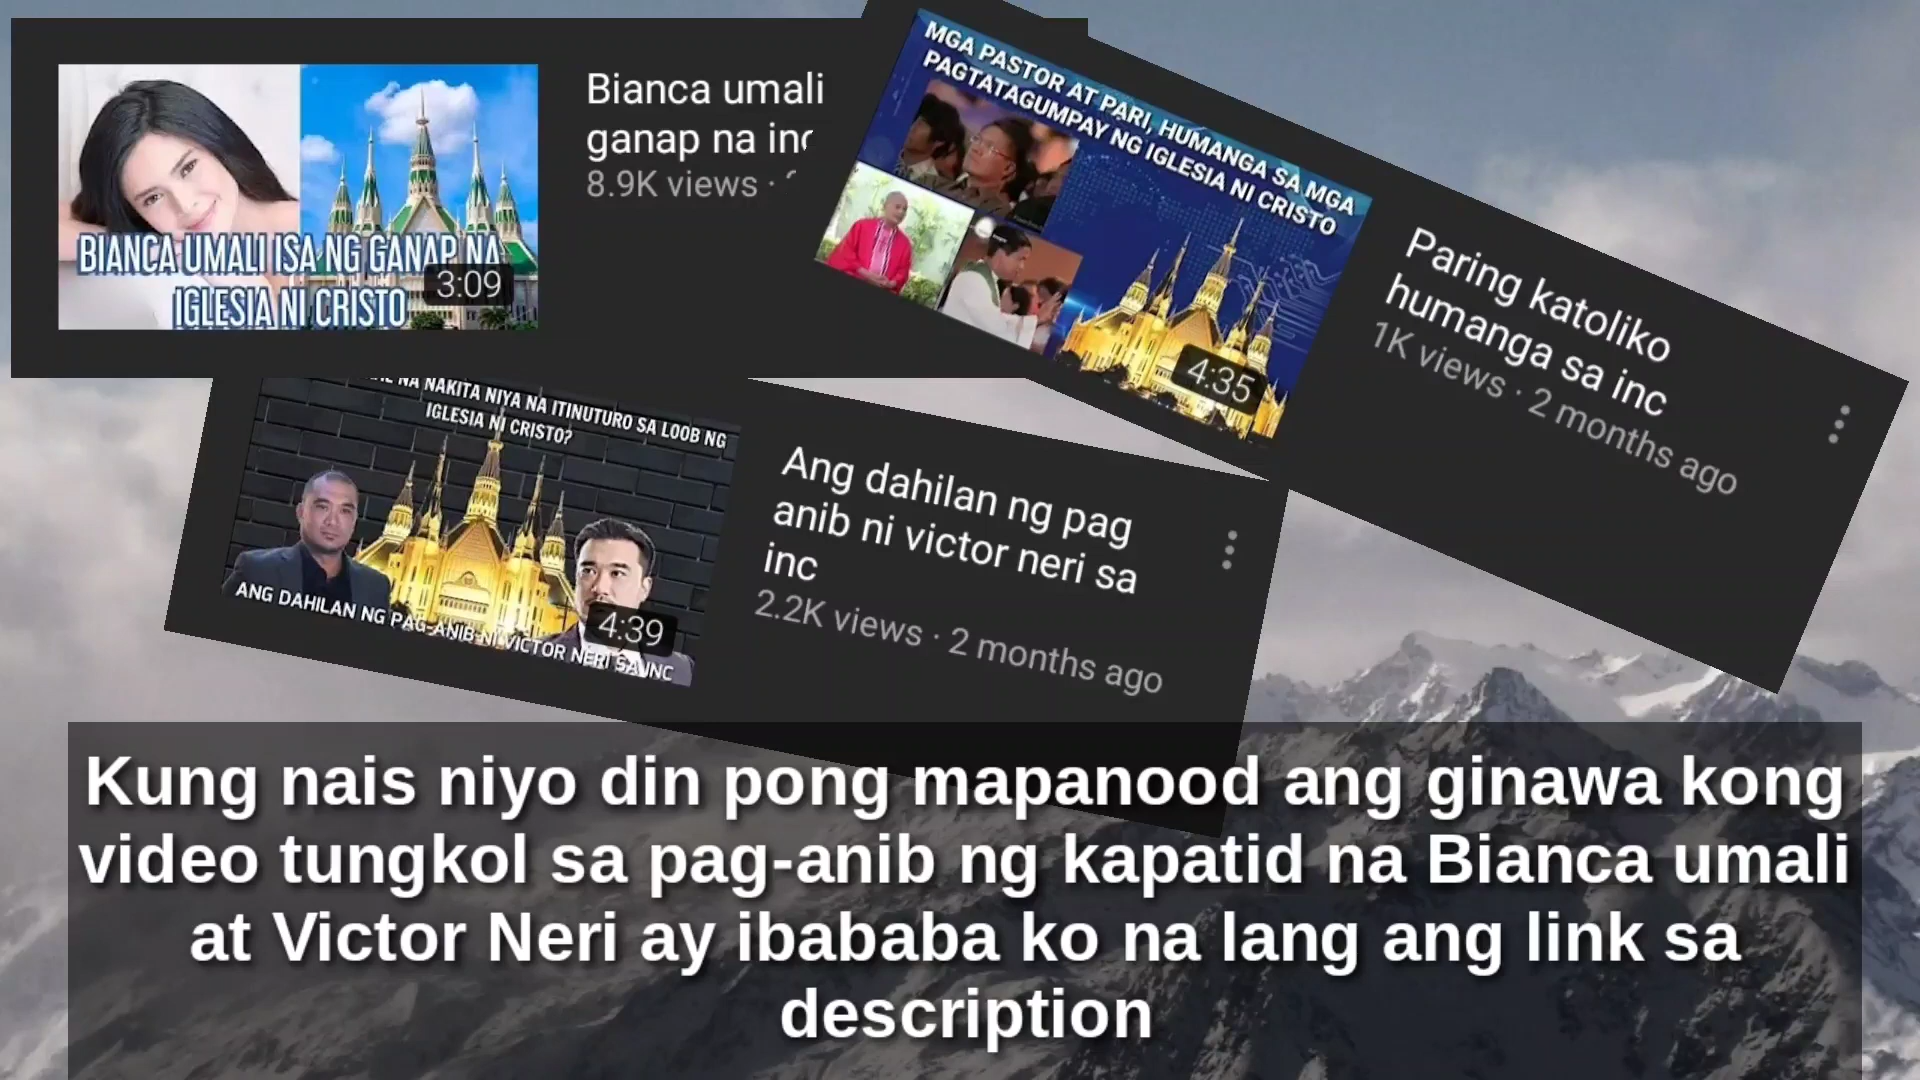 BIANCA UMALI ISA NG GANAP NA
IGLESIA NI CRISTO
3:09
Bianca umali
ganap na inc
8.9K views ·
MGA PASTOR AT PARI, HUMANGA SA MGA
PAGTATAGUMPAY NG IGLESIA NI CRISTO
4:35
Paring katoliko
humanga sa inc
1K views · 2 months ago
NA NAKITA NIYA NA ITINUTURO SA LOOB NG
IGLESIA NI CRISTO?
ANG DAHILAN NG PAG-ANIB NI VICTOR NERI SA INC
4:39
Ang dahilan ng pag
anib ni victor neri sa
inc
2.2K views · 2 months ago
Kung nais niyo din pong mapanood ang ginawa kong
video tungkol sa pag-anib ng kapatid na Bianca umali
at Victor Neri ay ibababa ko na lang ang link sa
description